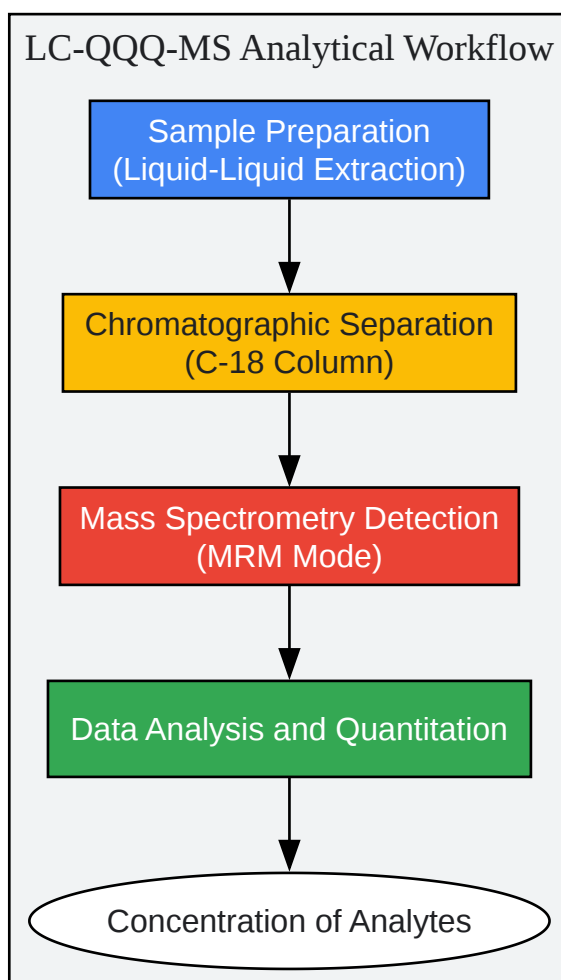 LC-QQQ-MS Analytical Workflow
Sample Preparation
(Liquid-Liquid Extraction)
Chromatographic Separation
(C-18 Column)
Mass Spectrometry Detection
(MRM Mode)
Data Analysis and Quantitation
Concentration of Analytes